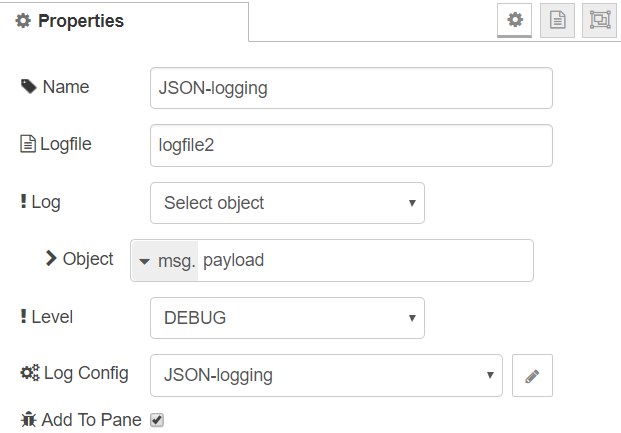 Properties
Name
JSON-logging
Logfile
logfile2
Log
Select object
Object
msg. payload
Level
DEBUG
Log Config
JSON-logging
Add To Pane